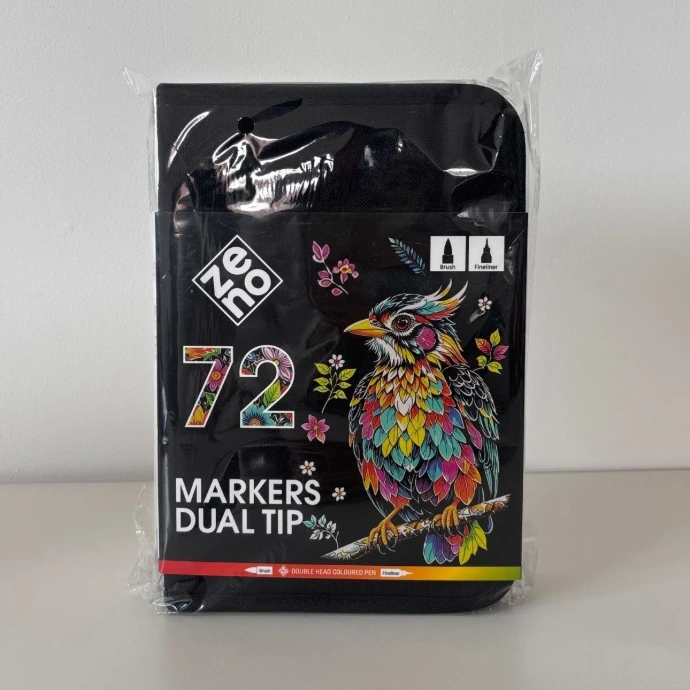 zeno
Brush
Fineliner
72
MARKERS
DUAL TIP
Brush DOUBLE HEAD COLOURED PEN Fineliner